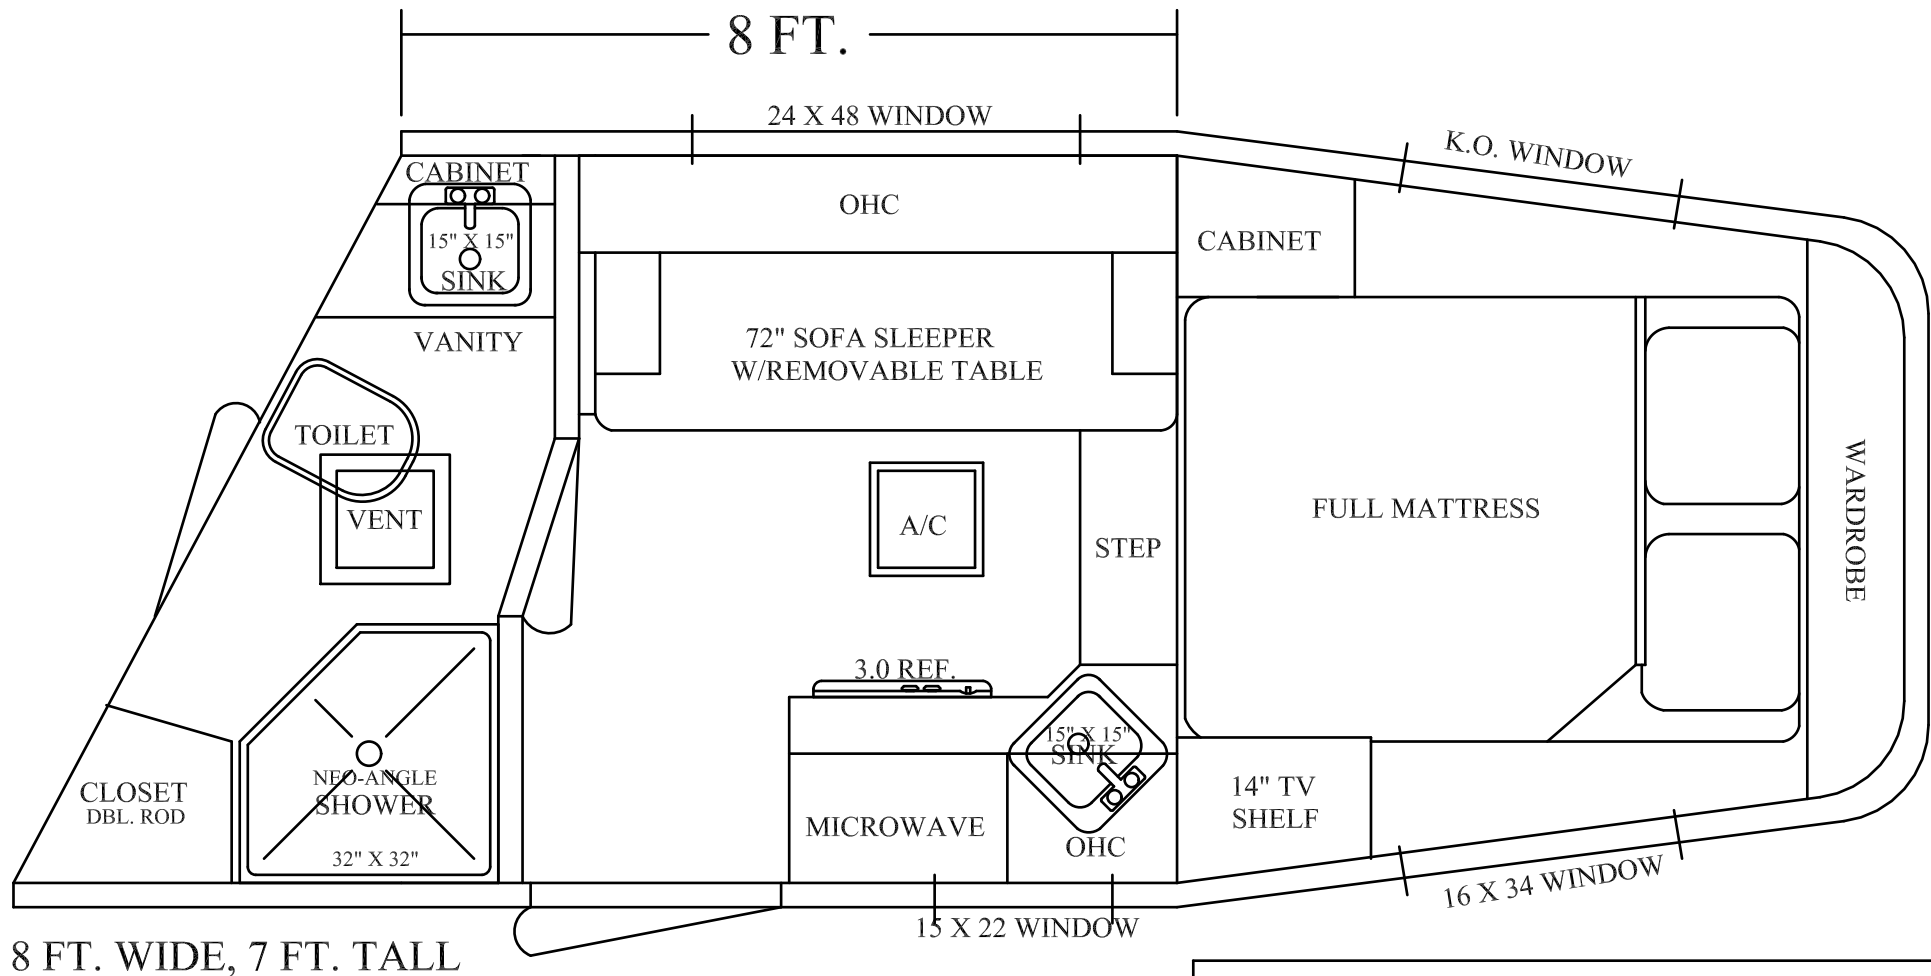 8 FT.
24 X 48 WINDOW
K.O. WINDOW
CABINET
OHC
15" X 15"
SINK
CABINET
VANITY
72" SOFA SLEEPER
W/REMOVABLE TABLE
TOILET
VENT
A/C
STEP
FULL MATTRESS
WARDROBE
3.0 REF.
15" X 15"
SINK
CLOSET
DBL. ROD
NEO-ANGLE
SHOWER
32" X 32"
MICROWAVE
OHC
14" TV
SHELF
16 X 34 WINDOW
15 X 22 WINDOW
8 FT. WIDE, 7 FT. TALL